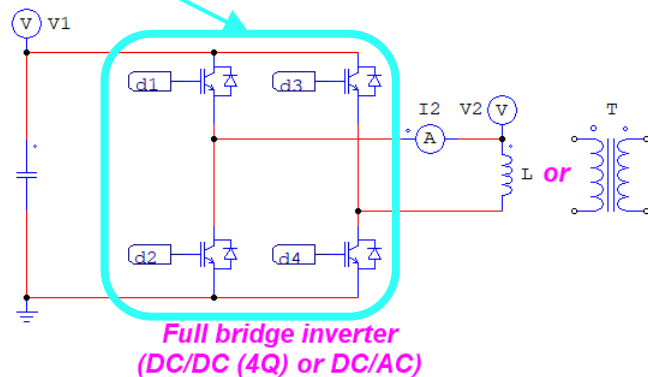 V V1
d1
d3
I2 V2 V T
A
L or
d2
d4
Full bridge inverter
(DC/DC (4Q) or DC/AC)